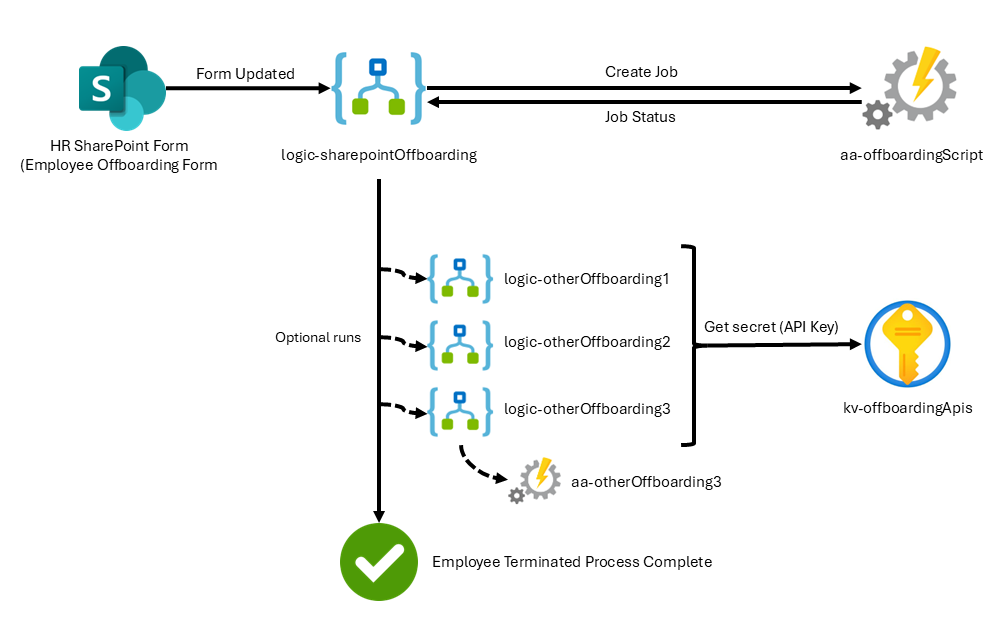 S
Form Updated
Create Job
Job Status
HR SharePoint Form
(Employee Offboarding Form
logic-sharepointOffboarding
aa-offboardingScript
logic-otherOffboarding1
Optional runs
logic-otherOffboarding2
Get secret (API Key)
logic-otherOffboarding3
kv-offboardingApis
aa-otherOffboarding3
Employee Terminated Process Complete